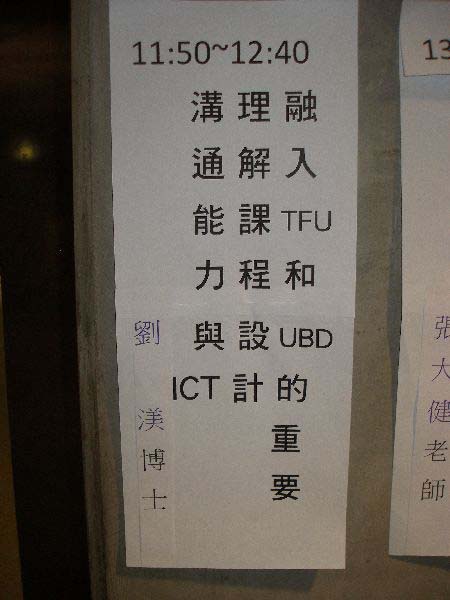 11:50~12:40
融入TFU和UBD的重要
理解課程設計
溝通能力與ICT
劉渼博士
13
張大健老師